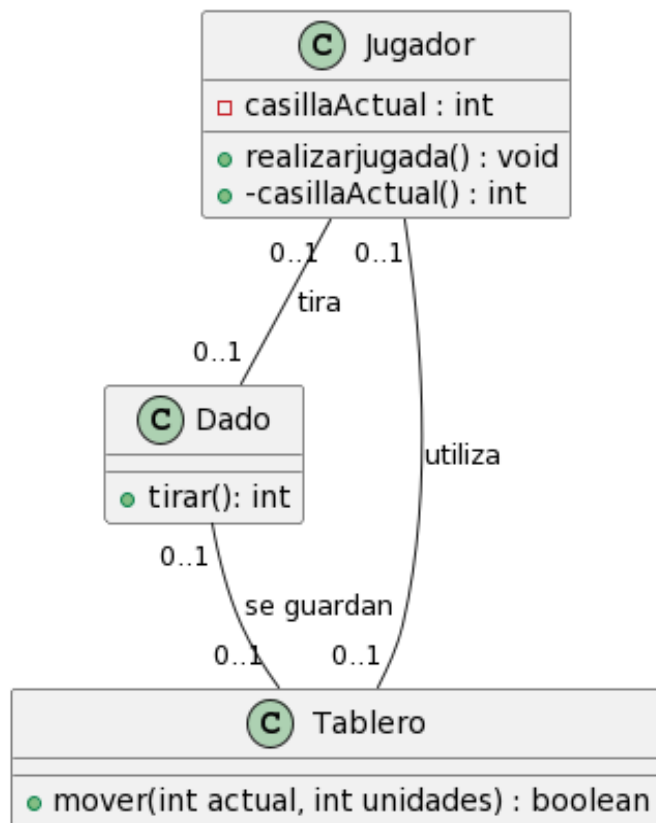 C Jugador
casillaActual : int
realizarjugada() : void
-casillaActual() : int
0..1 0..1
tira
0..1
C Dado
tirar(): int
utiliza
0..1
se guardan
0..1 0..1
C Tablero
mover(int actual, int unidades) : boolean